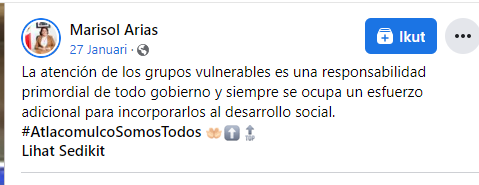 Marisol Arias
27 Januari ·
Ikut
La atención de los grupos vulnerables es una responsabilidad
primordial de todo gobierno y siempre se ocupa un esfuerzo
adicional para incorporarlos al desarrollo social.
#AtlacomulcoSomosTodos 🤲🏻⬆️🔝
Lihat Sedikit